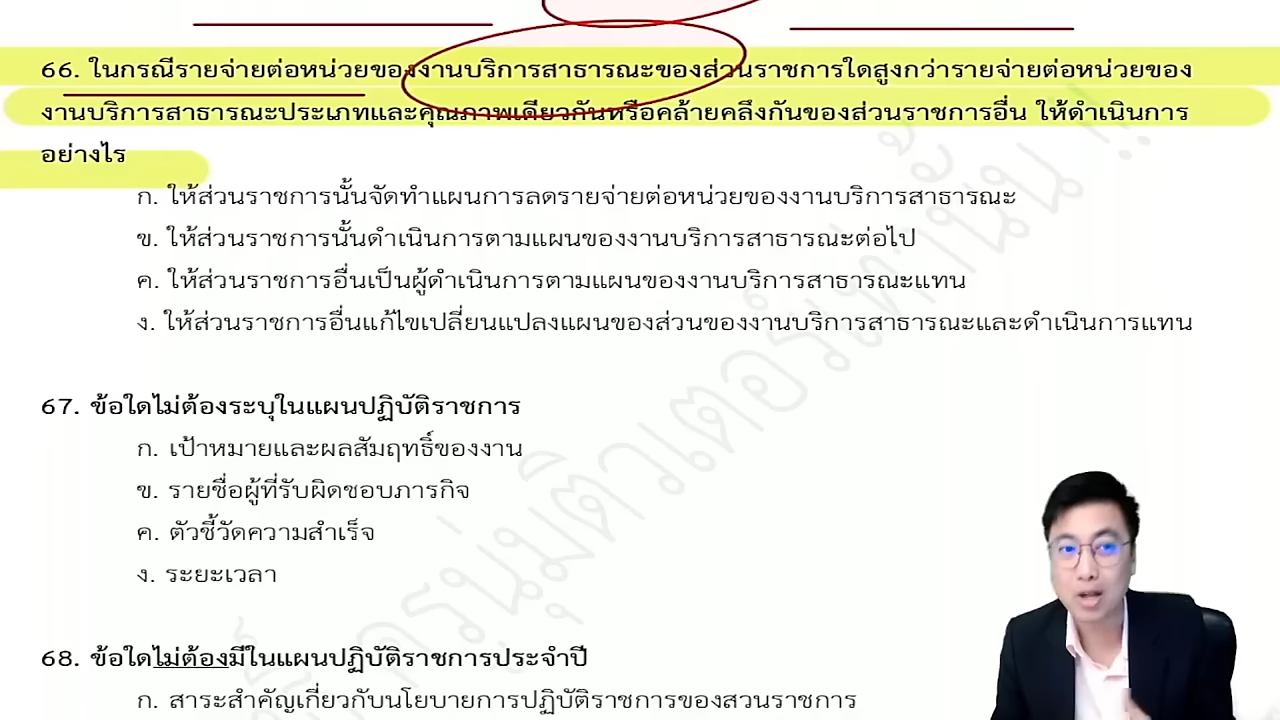 66. ในกรณีรายจ่ายต่อหน่วยของงานบริการสาธารณะของส่วนราชการใดสูงกว่ารายจ่ายต่อหน่วยของ
งานบริการสาธารณะประเภทและคุณภาพเดียวกันหรือคล้ายคลึงกันของส่วนราชการอื่น ให้ดำเนินการ
อย่างไร
ก. ให้ส่วนราชการนั้นจัดทำแผนการลดรายจ่ายต่อหน่วยของงานบริการสาธารณะ
ข. ให้ส่วนราชการนั้นดำเนินการตามแผนของงานบริการสาธารณะต่อไป
ค. ให้ส่วนราชการอื่นเป็นผู้ดำเนินการตามแผนของงานบริการสาธารณะแทน
ง. ให้ส่วนราชการอื่นแก้ไขเปลี่ยนแปลงแผนของส่วนของงานบริการสาธารณะและดำเนินการแทน
67. ข้อใดไม่ต้องระบุในแผนปฏิบัติราชการ
ก. เป้าหมายและผลสัมฤทธิ์ของงาน
ข. รายชื่อผู้ที่รับผิดชอบภารกิจ
ค. ตัวชี้วัดความสำเร็จ
ง. ระยะเวลา
68. ข้อใดไม่ต้องมีในแผนปฏิบัติราชการประจำปี
ก. สาระสำคัญเกี่ยวกับนโยบายการปฏิบัติราชการของสวนราชการ